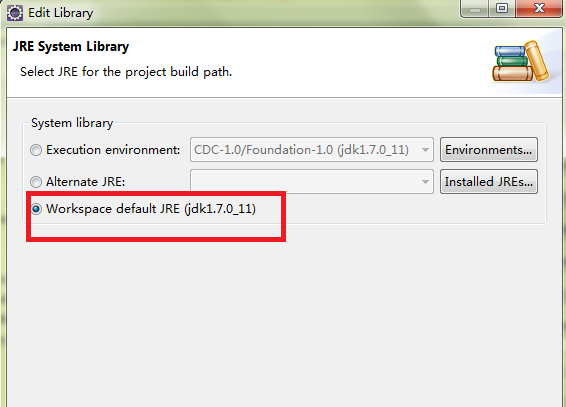 Edit Library
JRE System Library
Select JRE for the project build path.
System library
Execution environment: CDC-1.0/Foundation-1.0 (jdk1.7.0_11) Environments...
Alternate JRE: Installed JREs...
Workspace default JRE (jdk1.7.0_11)